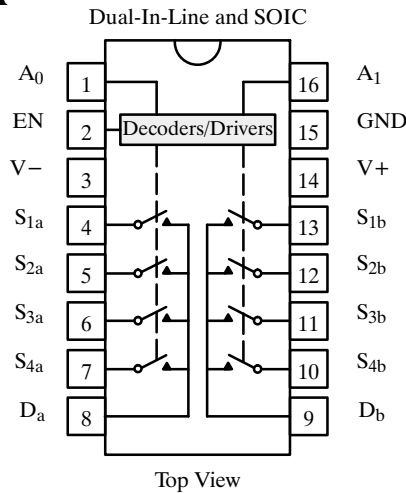 Dual-In-Line and SOIC
A0 1 16 A1
EN 2 Decoders/Drivers 15 GND
V− 3 14 V+
S1a 4 13 S1b
S2a 5 12 S2b
S3a 6 11 S3b
S4a 7 10 S4b
Da 8 9 Db
Top View